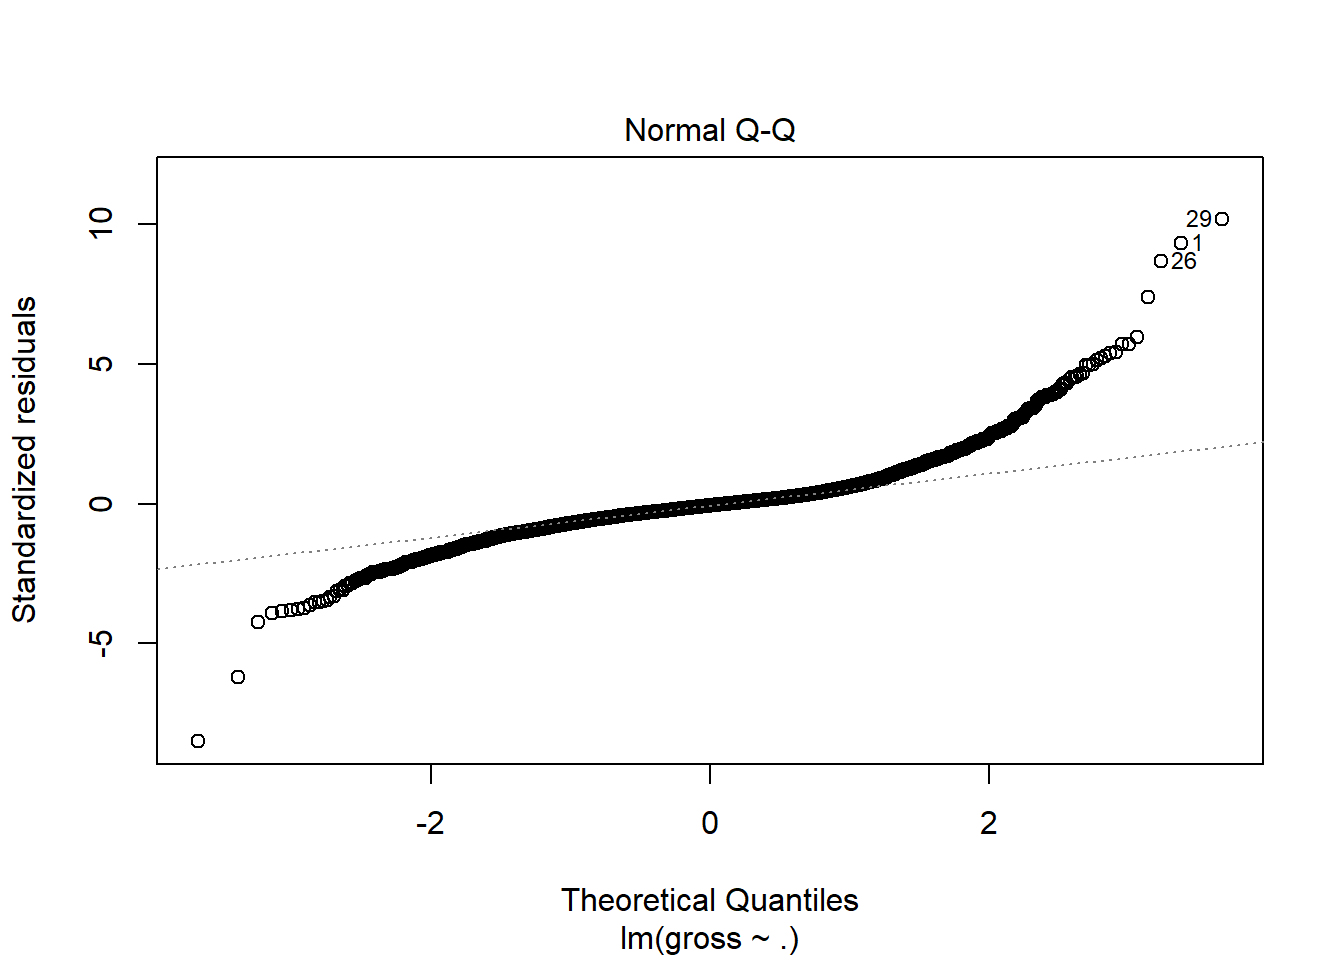 Normal Q-Q
Standardized residuals
10
5
0
-5
29
1
26
-2
0
2
Theoretical Quantiles
lm(gross ~ .)